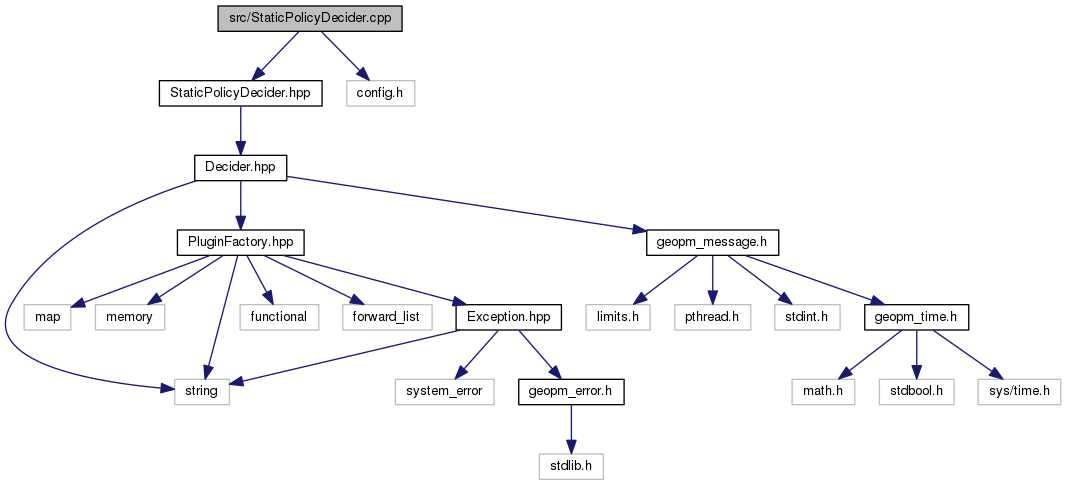 src/StaticPolicyDecider.cpp
StaticPolicyDecider.hpp
config.h
Decider.hpp
PluginFactory.hpp
geopm_message.h
map
memory
functional
forward_list
Exception.hpp
limits.h
pthread.h
stdint.h
geopm_time.h
string
system_error
geopm_error.h
math.h
stdbool.h
sys/time.h
stdlib.h